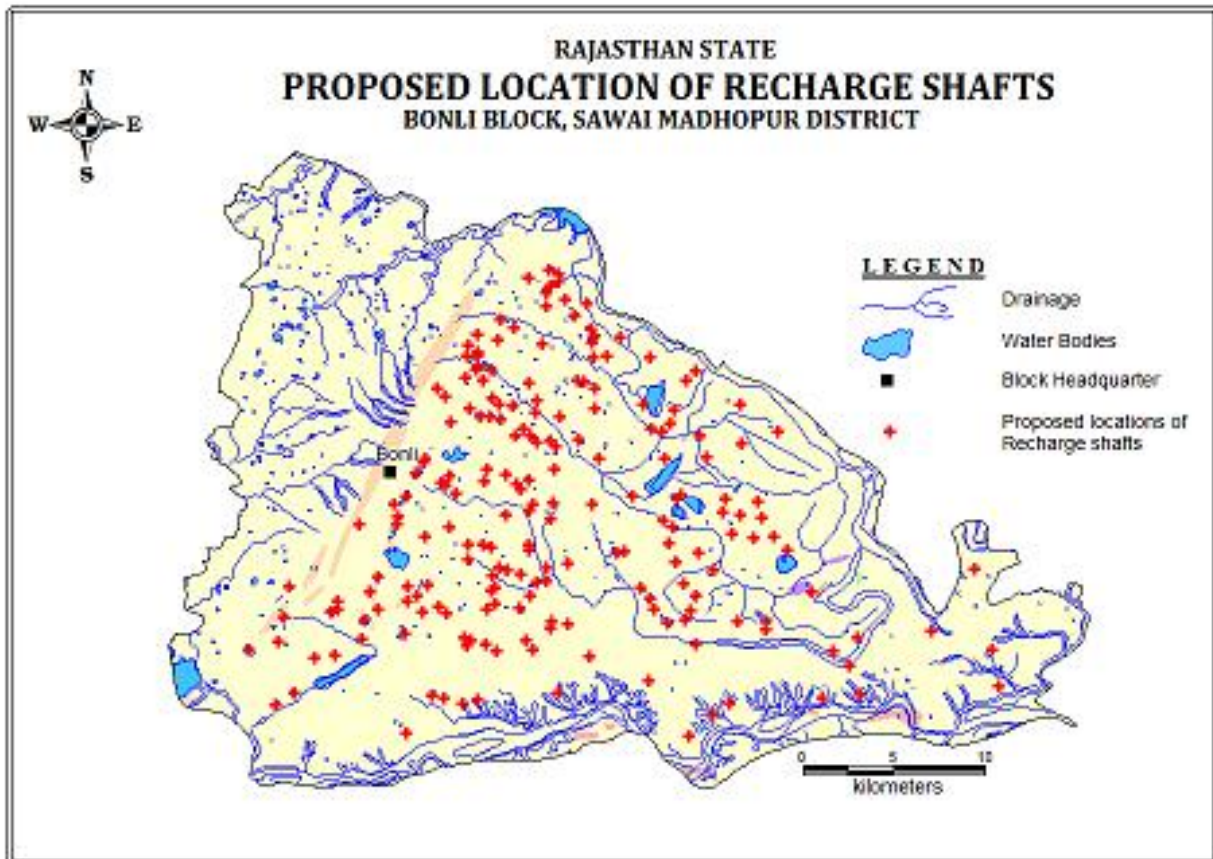 RAJASTHAN STATE
PROPOSED LOCATION OF RECHARGE SHAFTS
BONLI BLOCK, SAWAI MADHOPUR DISTRICT
N
W E
S
LEGEND
Drainage
Water Bodies
Block Headquarter
Proposed locations of
Recharge shafts
Bonli
0 5 10
kilometers